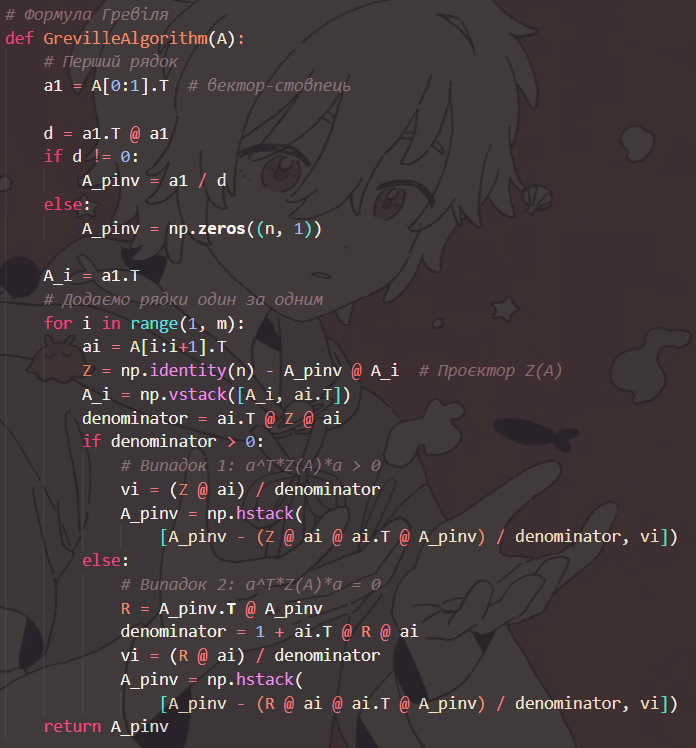 # Формула Гревіля
def GrevilleAlgorithm(A):
    # Перший рядок
    a1 = A[0:1].T  # вектор-стовпець

    d = a1.T @ a1
    if d != 0:
        A_pinv = a1 / d
    else:
        A_pinv = np.zeros((n, 1))

    A_i = a1.T
    # Додаємо рядки один за одним
    for i in range(1, m):
        ai = A[i:i+1].T
        Z = np.identity(n) - A_pinv @ A_i  # Проєктор Z(A)
        A_i = np.vstack([A_i, ai.T])
        denominator = ai.T @ Z @ ai
        if denominator > 0:
            # Випадок 1: a^T*Z(A)*a > 0
            vi = (Z @ ai) / denominator
            A_pinv = np.hstack(
                [A_pinv - (Z @ ai @ ai.T @ A_pinv) / denominator, vi])
        else:
            # Випадок 2: a^T*Z(A)*a = 0
            R = A_pinv.T @ A_pinv
            denominator = 1 + ai.T @ R @ ai
            vi = (R @ ai) / denominator
            A_pinv = np.hstack(
                [A_pinv - (R @ ai @ ai.T @ A_pinv) / denominator, vi])
    return A_pinv